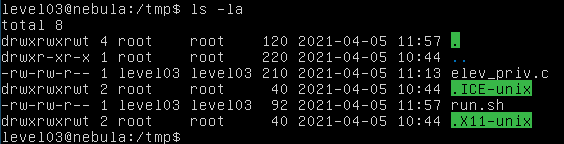 level03@nebula:/tmp$ ls -la
total 8
drwxrwxrwt 4 root    root    120 2021-04-05 11:57 .
drwxr-xr-x 1 root    root    220 2021-04-05 10:44 ..
-rw-rw-r-- 1 level03 level03 210 2021-04-05 11:13 elev_priv.c
drwxrwxrwt 2 root    root     40 2021-04-05 10:44 .ICE-unix
-rw-rw-r-- 1 level03 level03  92 2021-04-05 11:57 run.sh
drwxrwxrwt 2 root    root     40 2021-04-05 10:44 .X11-unix
level03@nebula:/tmp$